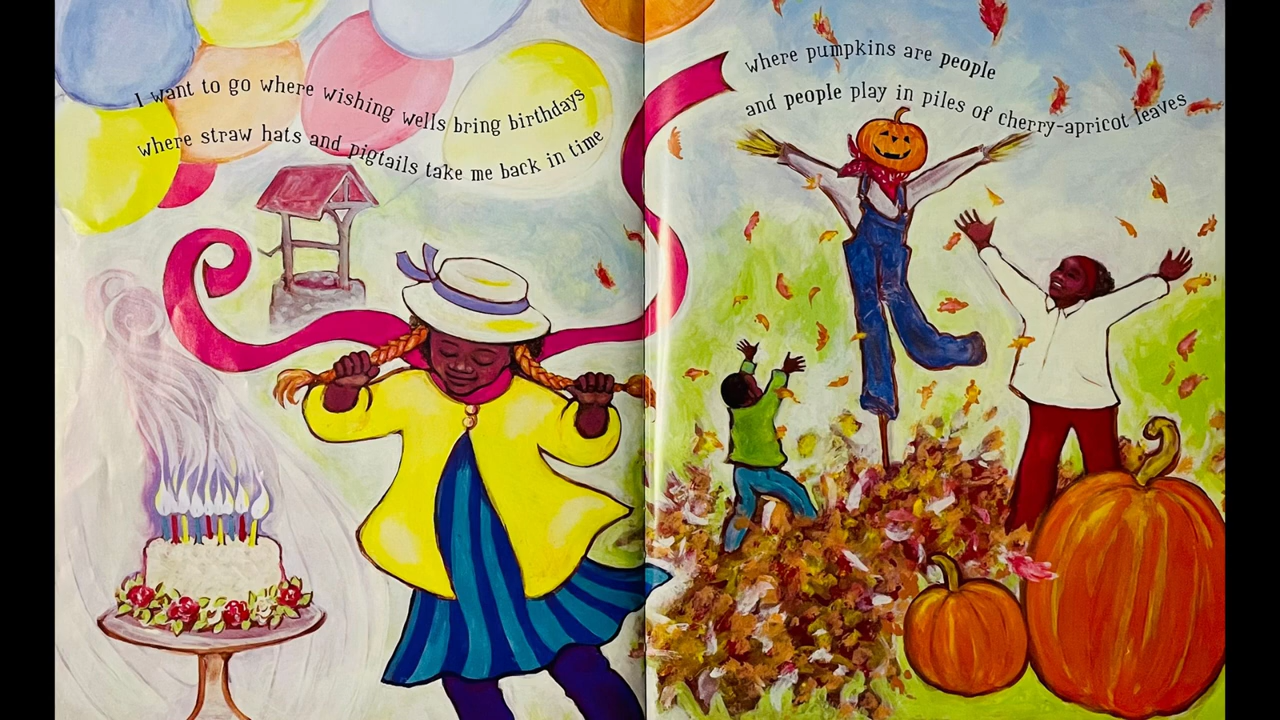 I want to go where wishing wells bring birthdays
where straw hats and pigtails take me back in time
where pumpkins are people
and people play in piles of cherry-apricot leaves